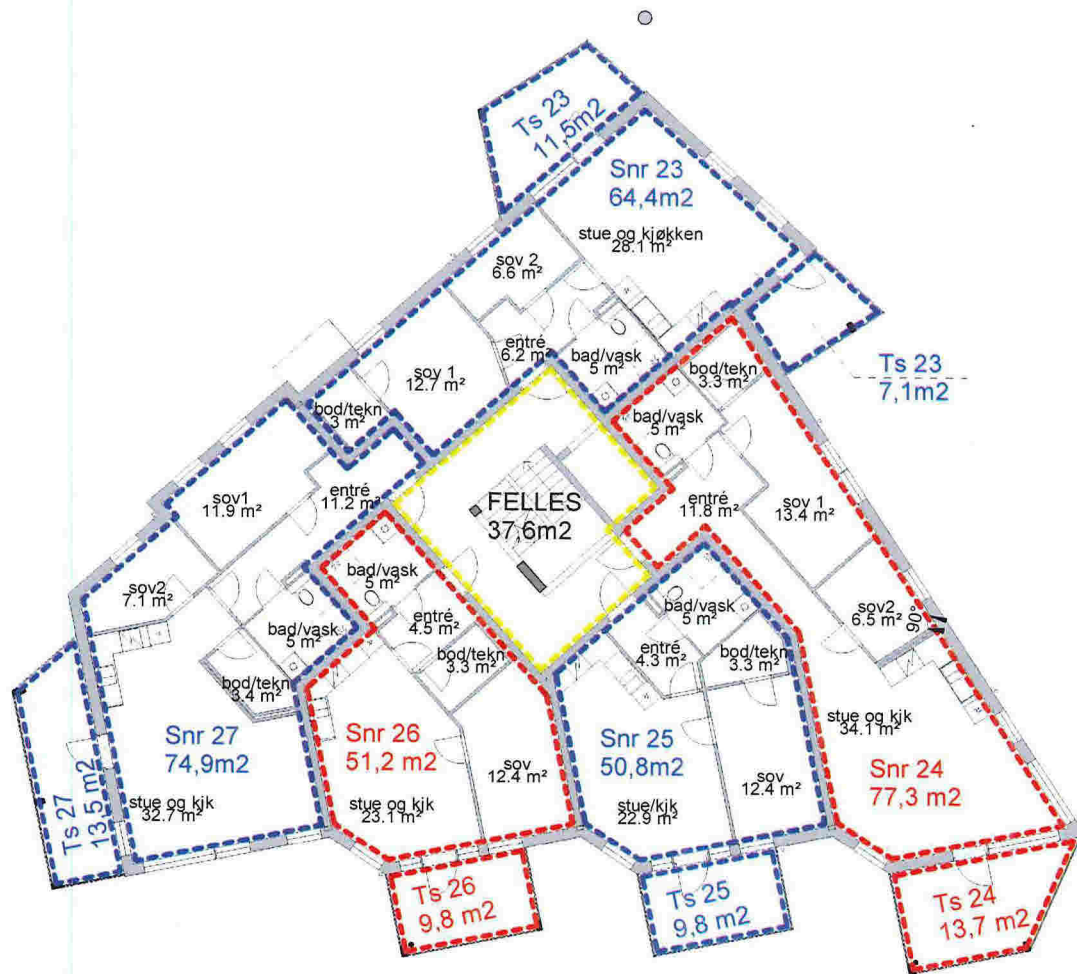 Ts 23
11,5m2
Snr 23
64,4m2
stue og kjøkken
28.1 m²
sov 2
6.6 m²
entré
6.2 m²
bad/vask
5 m²
sov 1
12.7 m²
bod/tekn
3 m²
Ts 23
7,1m2
bod/tekn
3.3 m²
bad/vask
5 m²
entré
11.8 m²
sov 1
13.4 m²
sov2
6.5 m²
90°
stue og kjk
34.1 m²
Snr 24
77,3 m2
Ts 24
13,7 m2
FELLES
37,6m2
sov1
11.9 m²
entré
11.2 m²
sov2
7.1 m²
bad/vask
5 m²
bod/tekn
3.4 m²
Snr 27
74,9m2
stue og kjk
32.7 m²
Ts 27
13,5 m2
bad/vask
5 m²
entré
4.5 m²
bod/tekn
3.3 m²
Snr 26
51,2 m2
sov
12.4 m²
stue og kjk
23.1 m²
Ts 26
9,8 m2
bad/vask
5 m²
entré
4.3 m²
bod/tekn
3.3 m²
Snr 25
50,8m2
sov
12.4 m²
stue/kjk
22.9 m²
Ts 25
9,8 m2